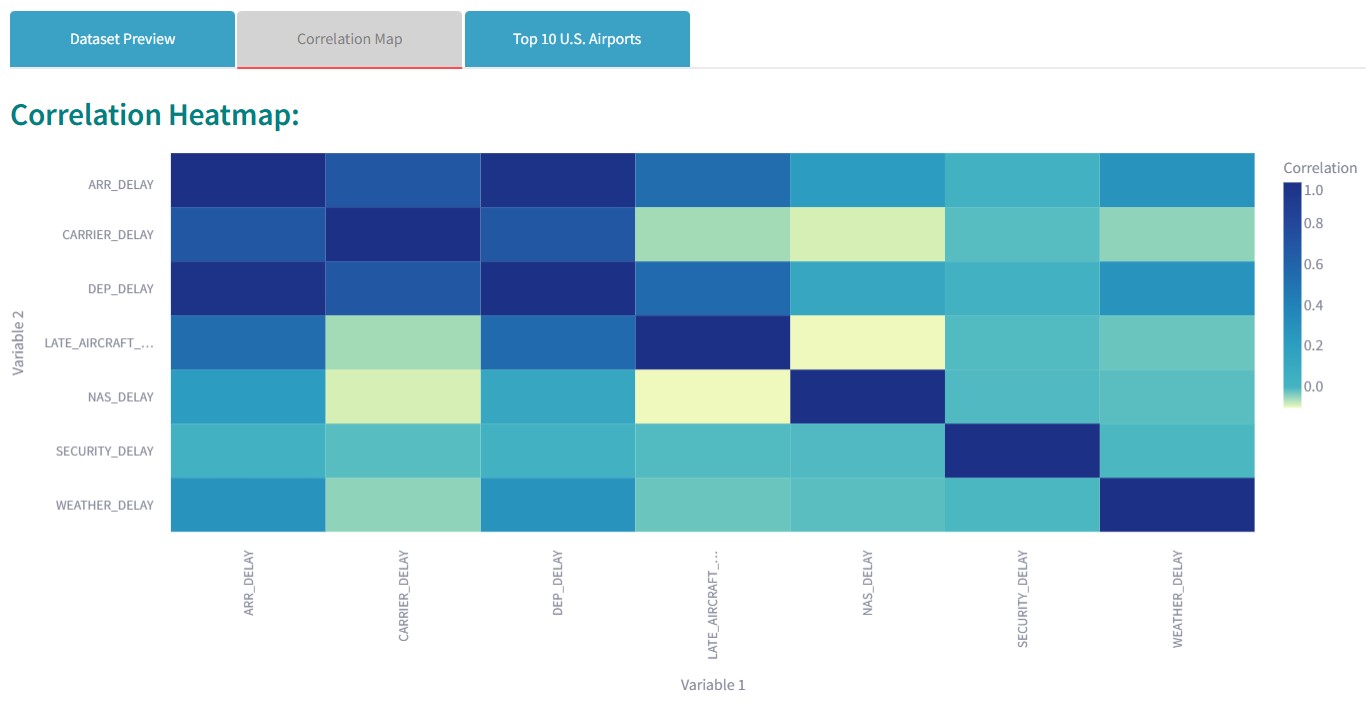 Dataset Preview
Correlation Map
Top 10 U.S. Airports
Correlation Heatmap:
Variable 2
ARR_DELAY
CARRIER_DELAY
DEP_DELAY
LATE_AIRCRAFT_…
NAS_DELAY
SECURITY_DELAY
WEATHER_DELAY
ARR_DELAY
CARRIER_DELAY
DEP_DELAY
LATE_AIRCRAFT_…
NAS_DELAY
SECURITY_DELAY
WEATHER_DELAY
Variable 1
Correlation
1.0
0.8
0.6
0.4
0.2
0.0